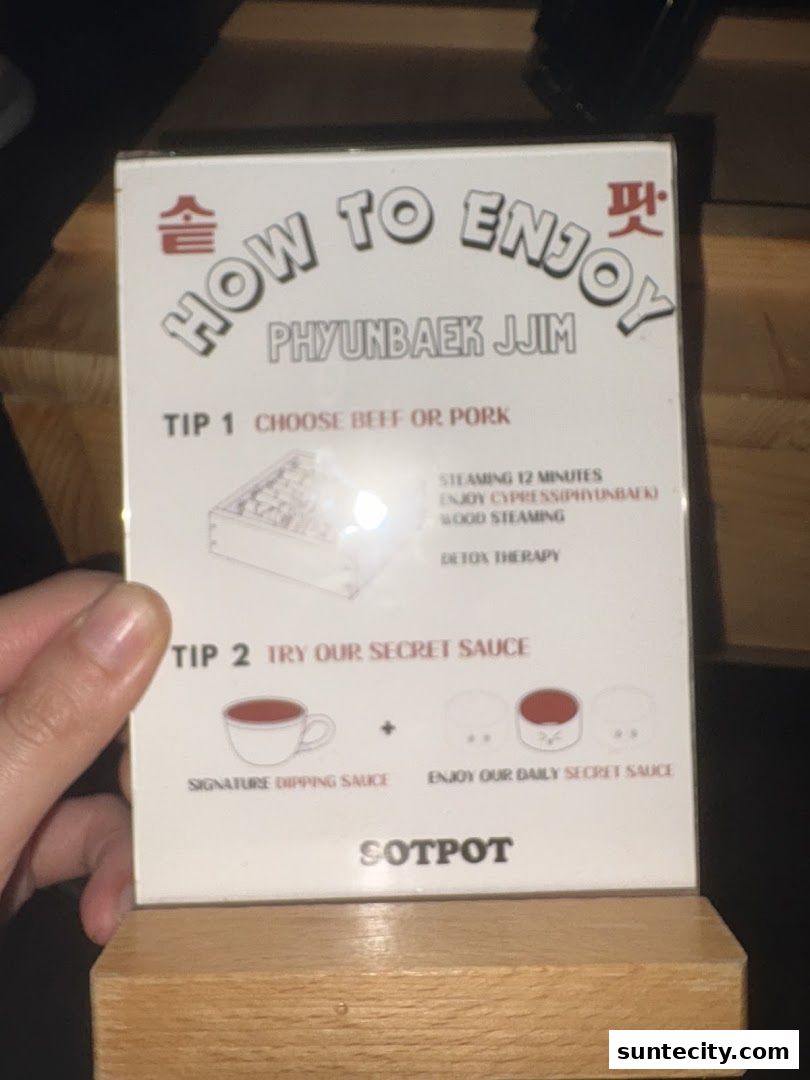 솥 팟
HOW TO ENJOY
PHYUNBAEK JJIM
TIP 1 CHOOSE BEEF OR PORK
STEAMING 12 MINUTES
ENJOY CYPRESS(PHYUNBAEK)
WOOD STEAMING
DETOX THERAPY
TIP 2 TRY OUR SECRET SAUCE
+
SIGNATURE DIPPING SAUCE
ENJOY OUR DAILY SECRET SAUCE
SOTPOT
suntecity.com